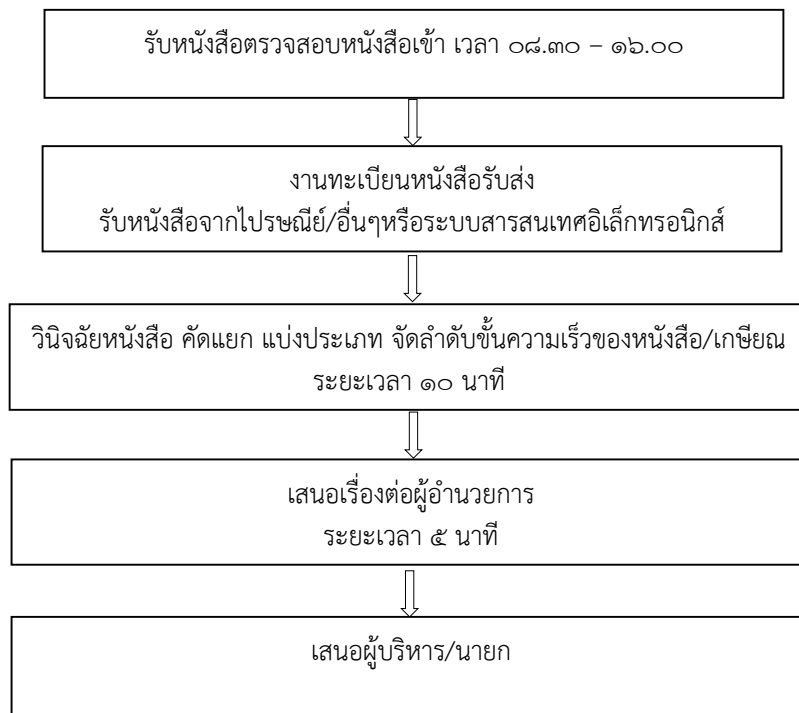 รับหนังสือตรวจสอบหนังสือเข้า เวลา ๐๘.๓๐ – ๑๖.๐๐
งานทะเบียนหนังสือรับส่ง
รับหนังสือจากไปรษณีย์/อื่นๆหรือระบบสารสนเทศอิเล็กทรอนิกส์
วินิจฉัยหนังสือ คัดแยก แบ่งประเภท จัดลำดับขั้นความเร็วของหนังสือ/เกษียณ
ระยะเวลา ๑๐ นาที
เสนอเรื่องต่อผู้อำนวยการ
ระยะเวลา ๕ นาที
เสนอผู้บริหาร/นายก